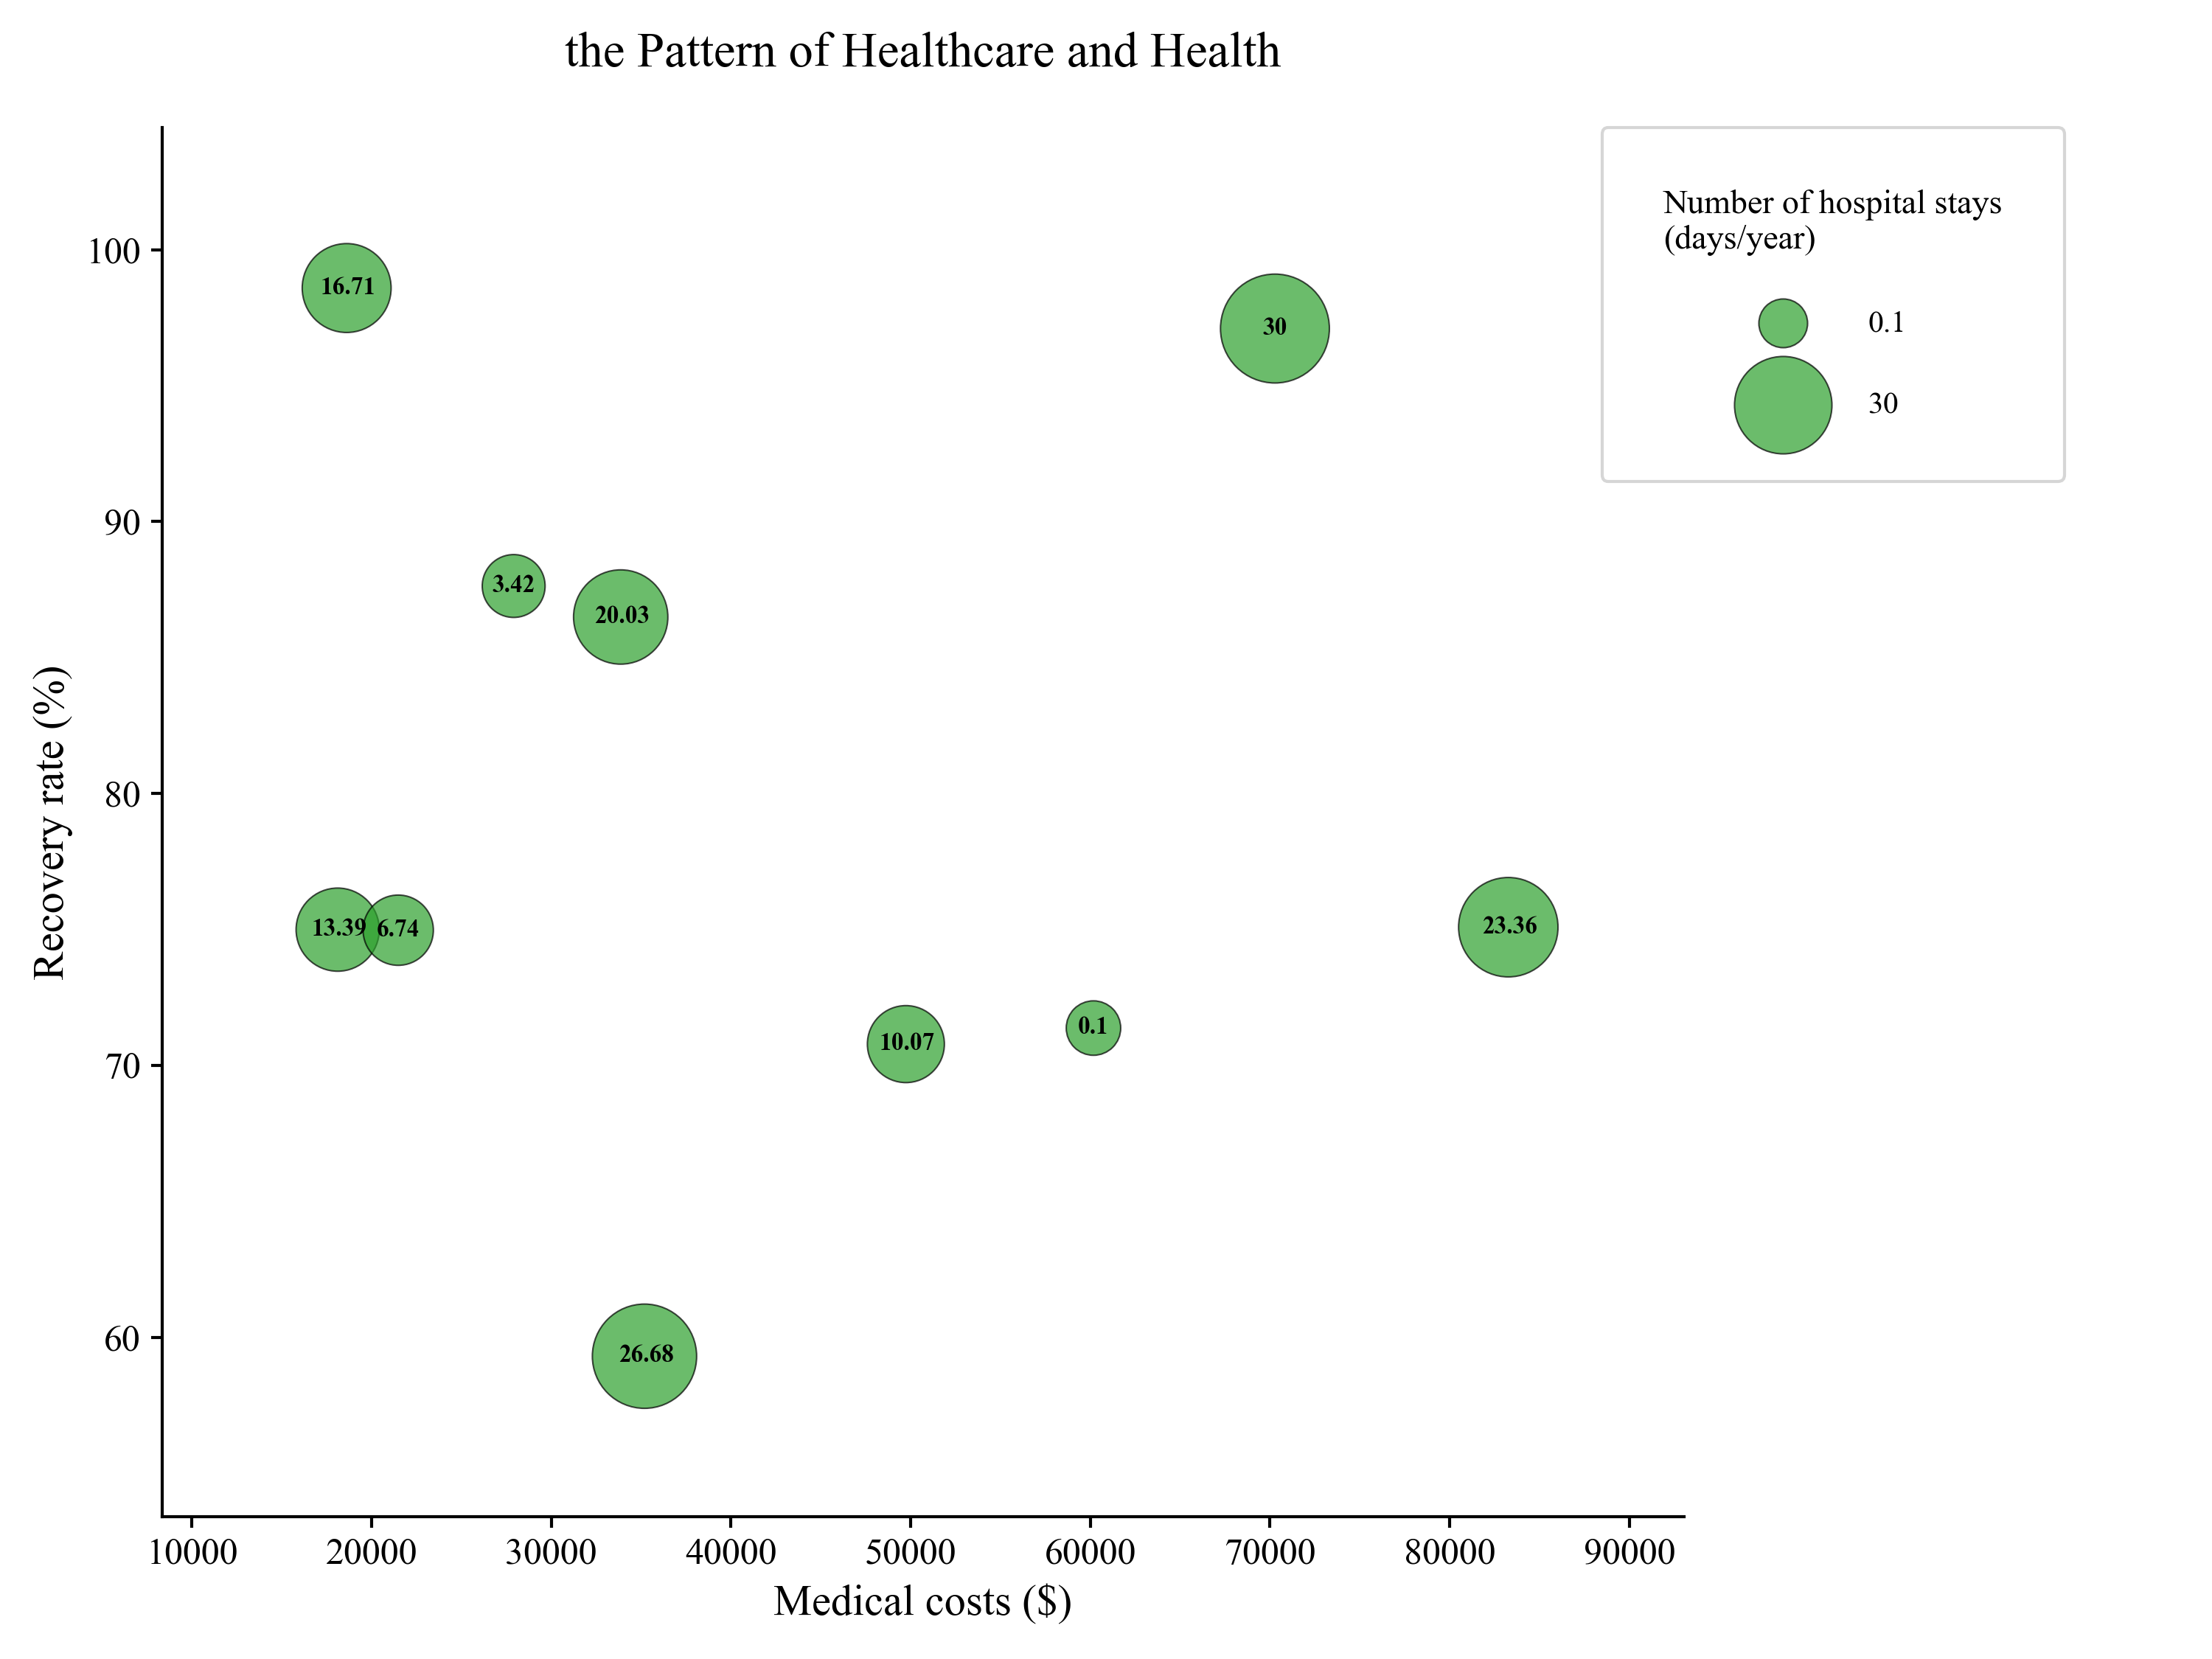 the Pattern of Healthcare and Health
Number of hospital stays
(days/year)
0.1
30
Recovery rate (%)
100
90
80
70
60
16.71
30
3.42
20.03
13.39
6.74
23.36
10.07
0.1
26.68
10000 20000 30000 40000 50000 60000 70000 80000 90000
Medical costs ($)